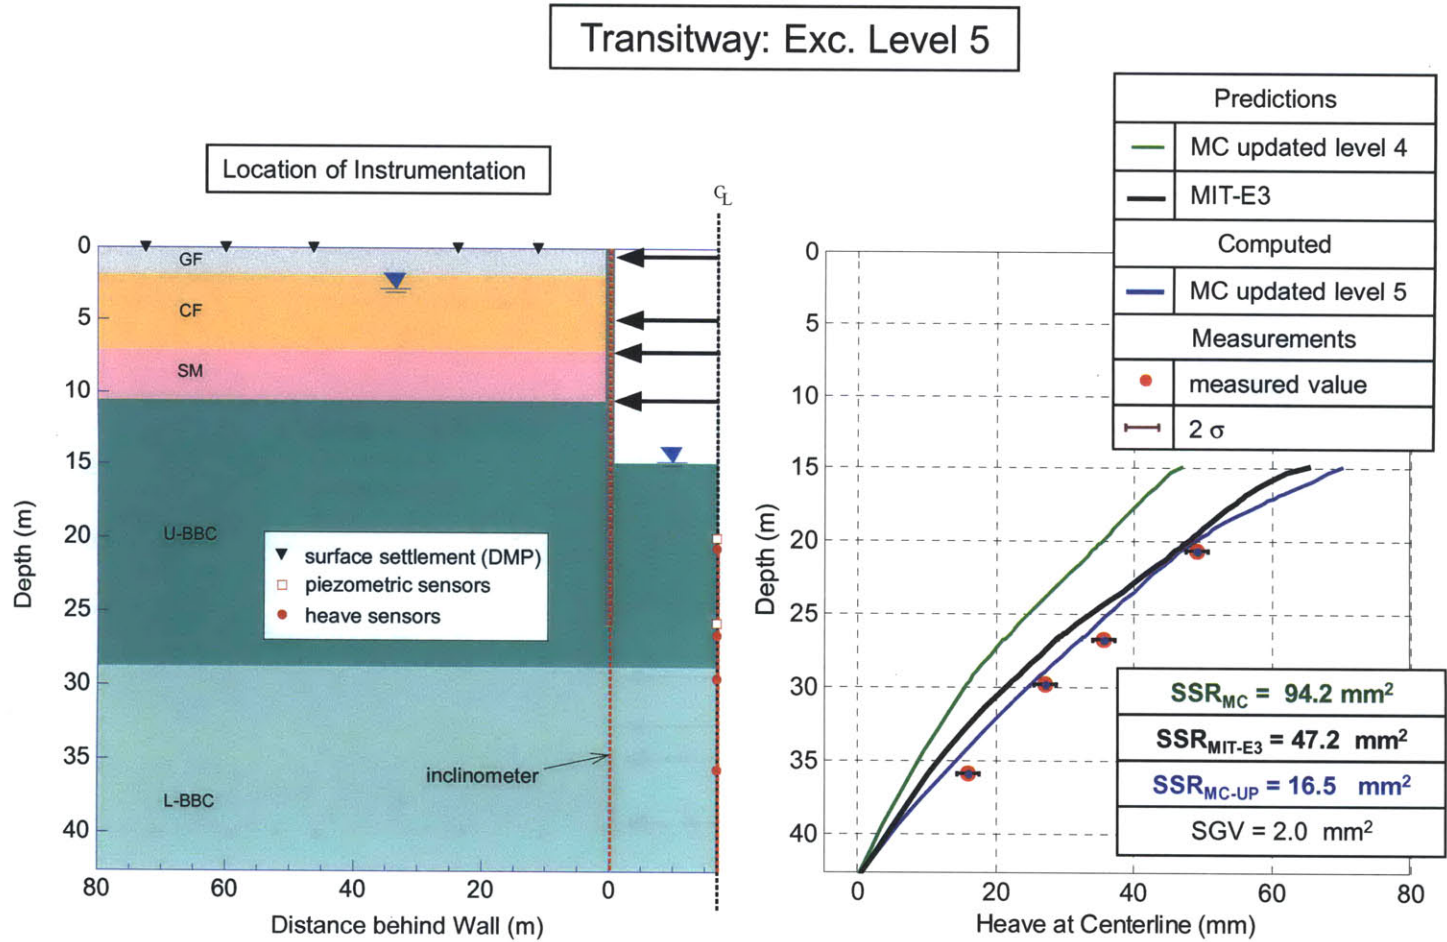 Transitway: Exc. Level 5
Location of Instrumentation
℄
0
5
10
15
20
25
30
35
40
Depth (m)
GF
CF
SM
U-BBC
L-BBC
surface settlement (DMP)
piezometric sensors
heave sensors
inclinometer
80
60
40
20
0
Distance behind Wall (m)
Predictions
MC updated level 4
MIT-E3
Computed
MC updated level 5
Measurements
measured value
2 σ
0
5
10
15
20
25
30
35
40
Depth (m)
SSR_MC = 94.2 mm²
SSR_MIT-E3 = 47.2 mm²
SSR_MC-UP = 16.5 mm²
SGV = 2.0 mm²
0
20
40
60
80
Heave at Centerline (mm)